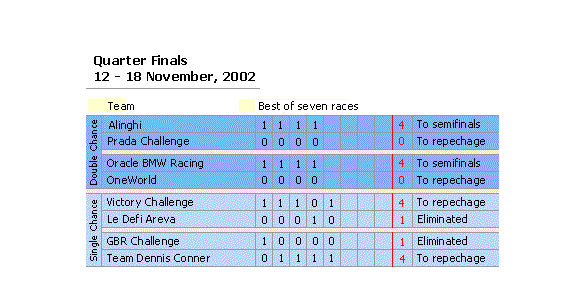 Quarter Finals
12 - 18 November, 2002
Team Best of seven races
Double Chance
Alinghi 1 1 1 1 4 To semifinals
Prada Challenge 0 0 0 0 0 To repechage
Oracle BMW Racing 1 1 1 1 4 To semifinals
OneWorld 0 0 0 0 0 To repechage
Single Chance
Victory Challenge 1 1 1 0 1 4 To repechage
Le Defi Areva 0 0 0 1 0 1 Eliminated
GBR Challenge 1 0 0 0 0 1 Eliminated
Team Dennis Conner 0 1 1 1 1 4 To repechage